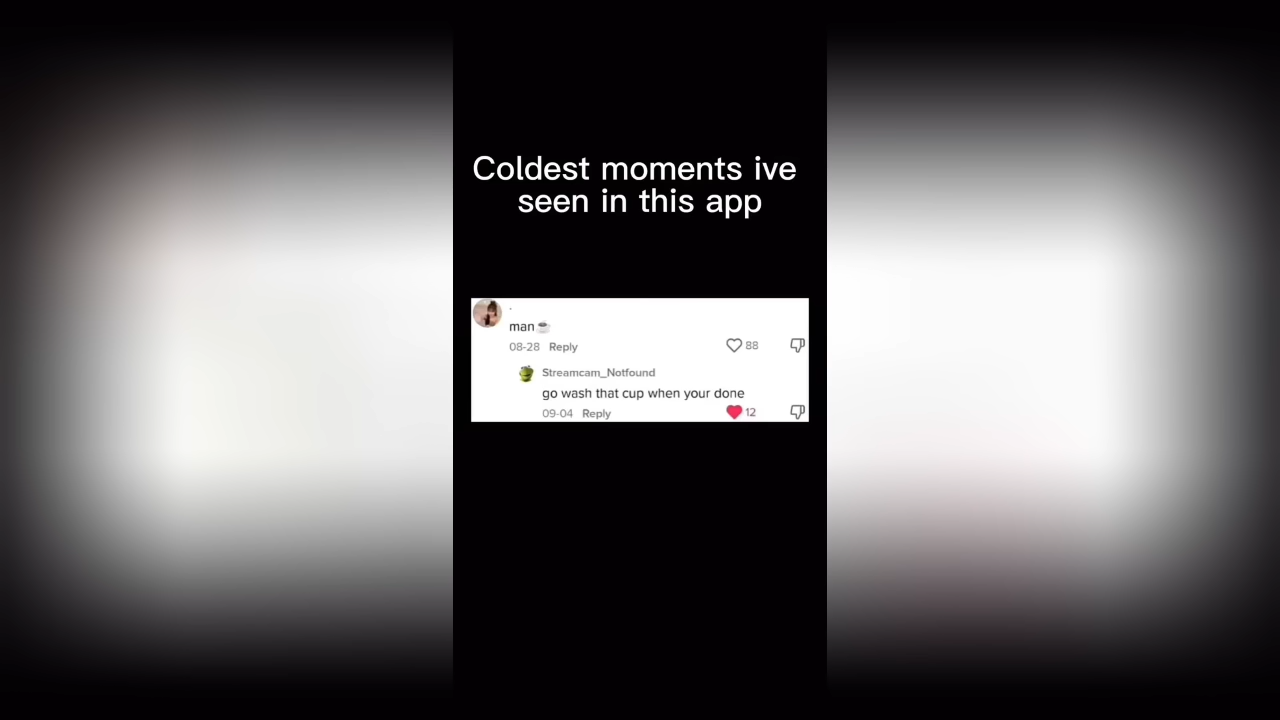 Coldest moments ive
seen in this app
.
man☕
08-28 Reply 88
Streamcam_Notfound
go wash that cup when your done
09-04 Reply 12